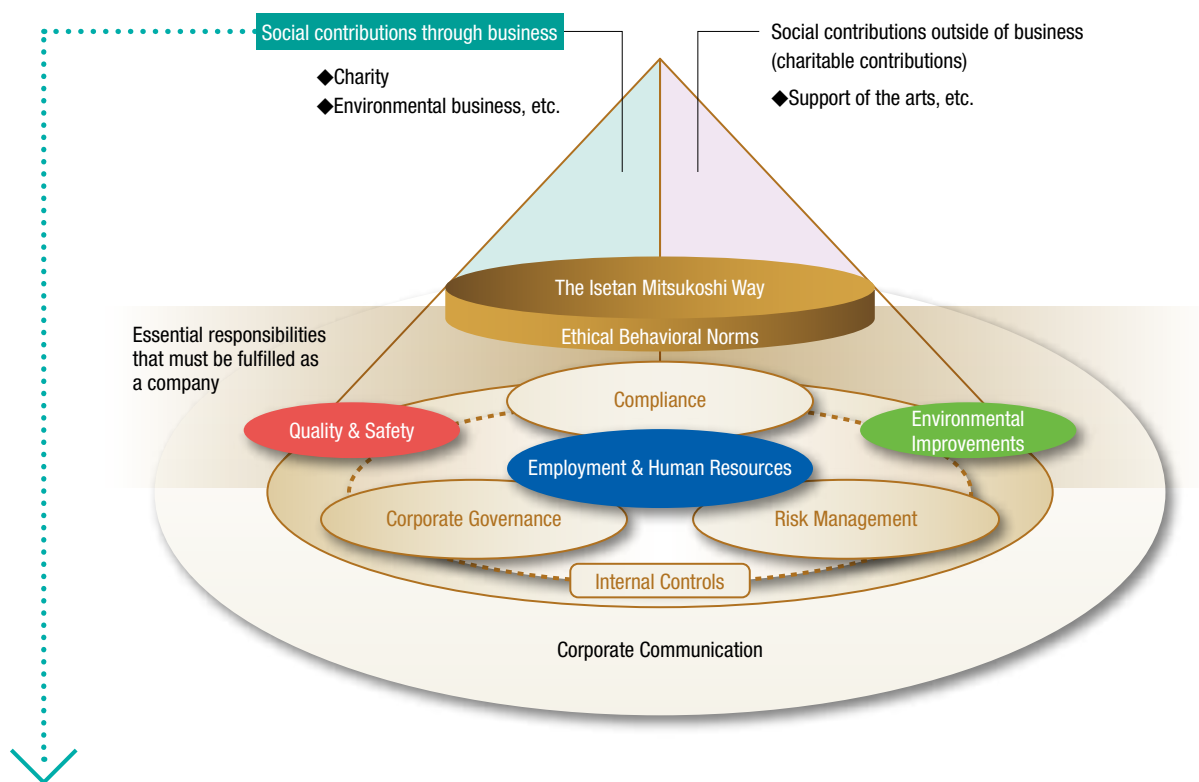 Social contributions through business
◆Charity
◆Environmental business, etc.
Social contributions outside of business
(charitable contributions)
◆Support of the arts, etc.
The Isetan Mitsukoshi Way
Ethical Behavioral Norms
Essential responsibilities
that must be fulfilled as
a company
Compliance
Quality & Safety
Environmental
Improvements
Employment & Human Resources
Corporate Governance
Risk Management
Internal Controls
Corporate Communication